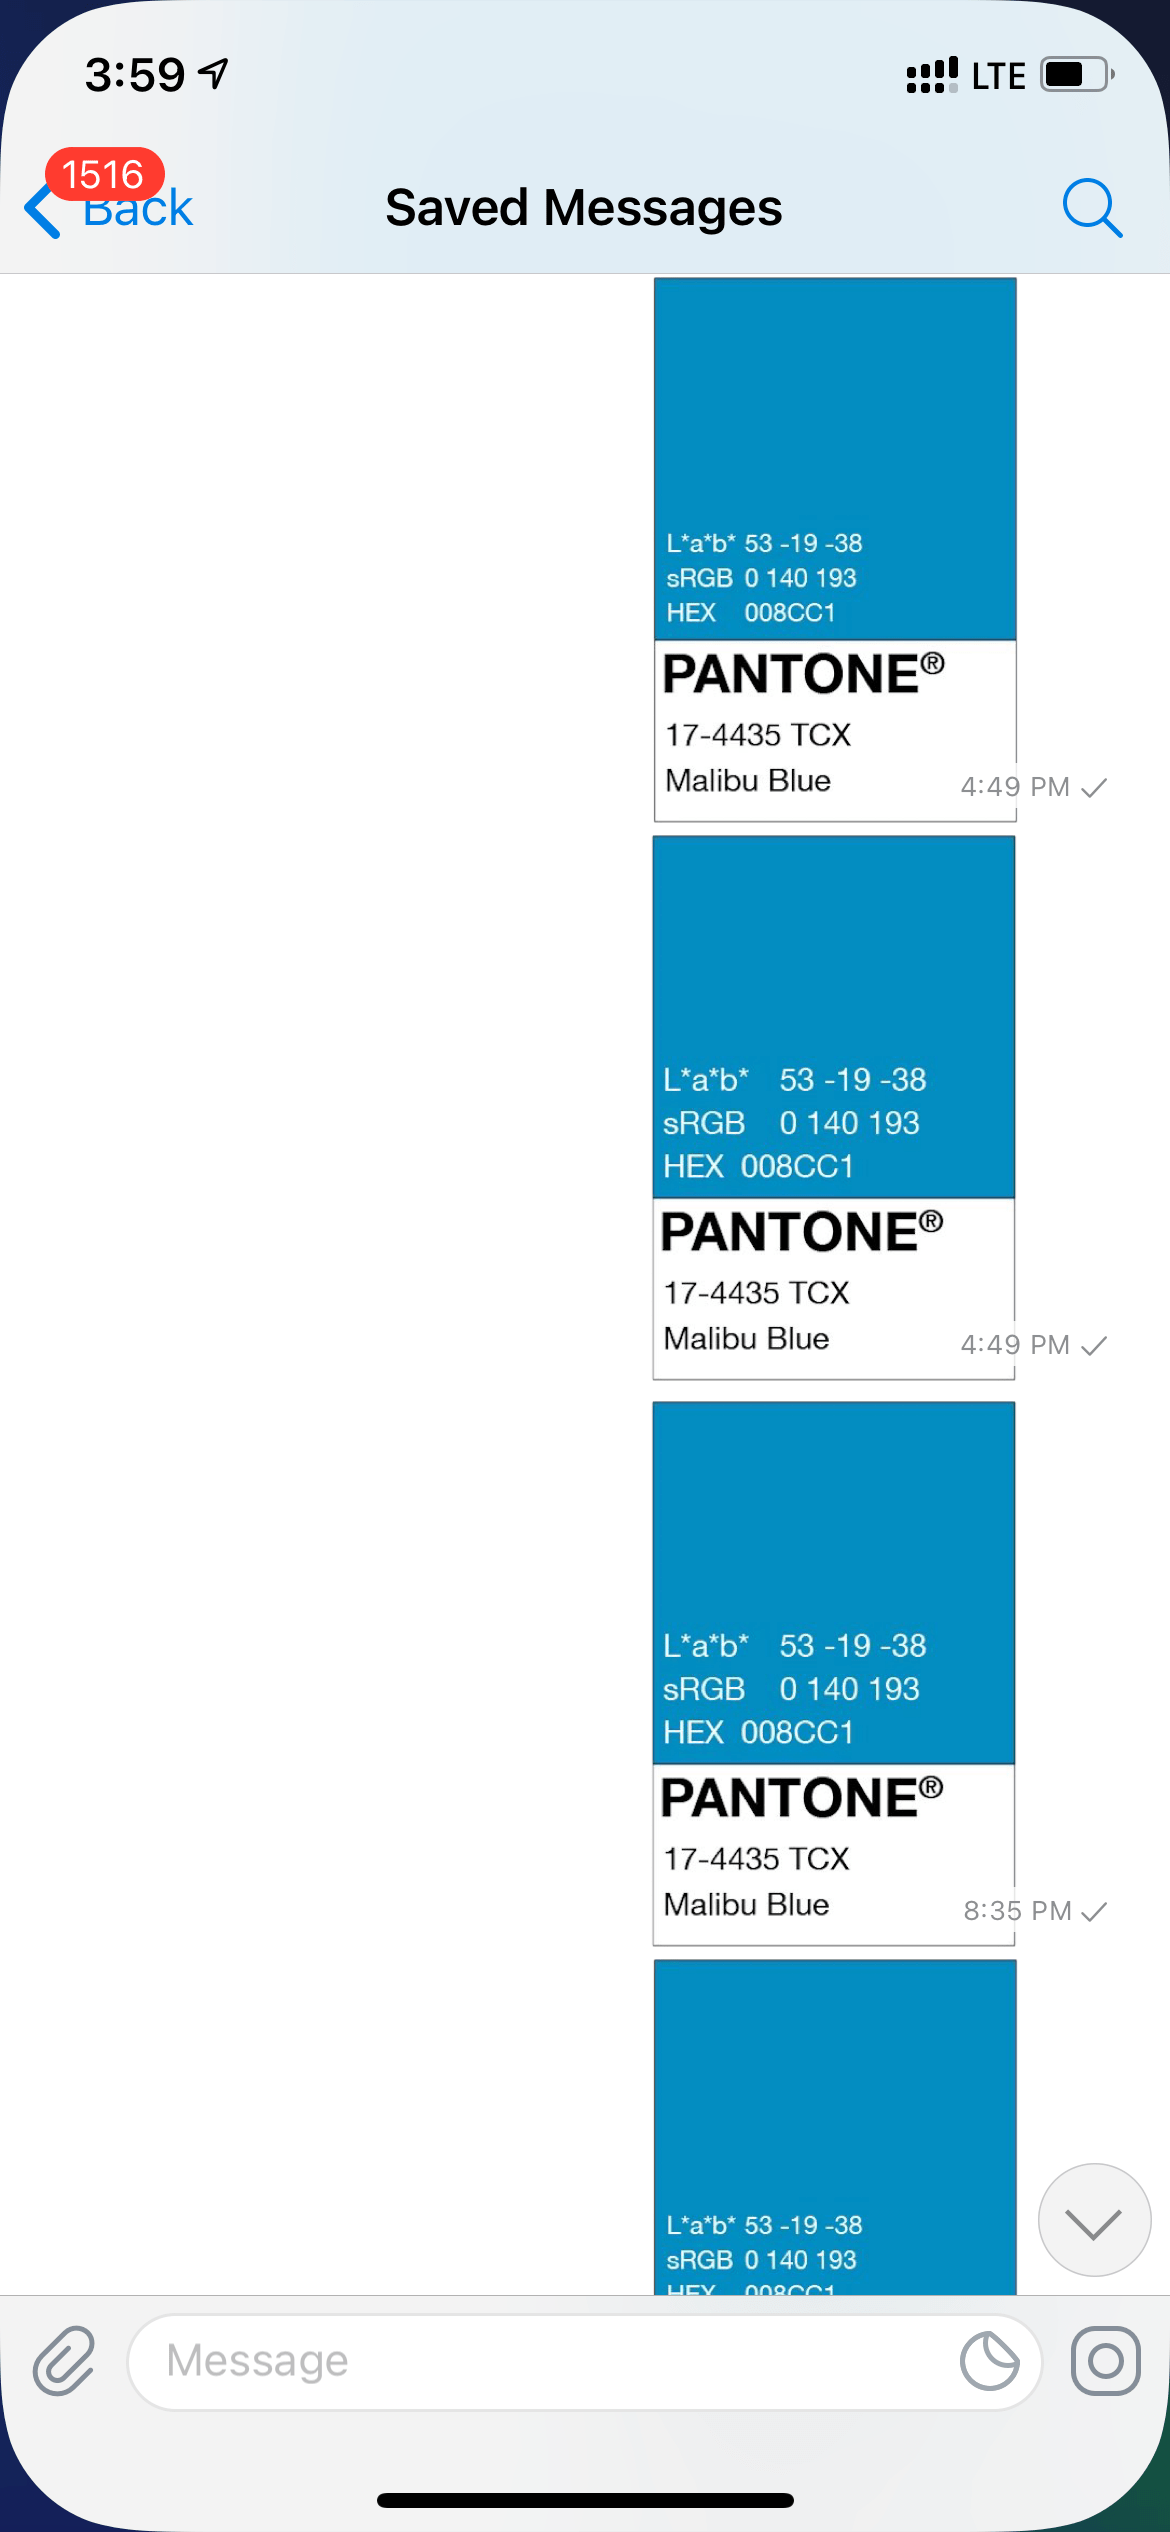 3:59 LTE
1516
Back Saved Messages
L*a*b* 53 -19 -38
sRGB 0 140 193
HEX 008CC1
PANTONE®
17-4435 TCX
Malibu Blue
4:49 PM
L*a*b* 53 -19 -38
sRGB 0 140 193
HEX 008CC1
PANTONE®
17-4435 TCX
Malibu Blue
4:49 PM
L*a*b* 53 -19 -38
sRGB 0 140 193
HEX 008CC1
PANTONE®
17-4435 TCX
Malibu Blue
8:35 PM
L*a*b* 53 -19 -38
sRGB 0 140 193
HEX 008CC1
Message